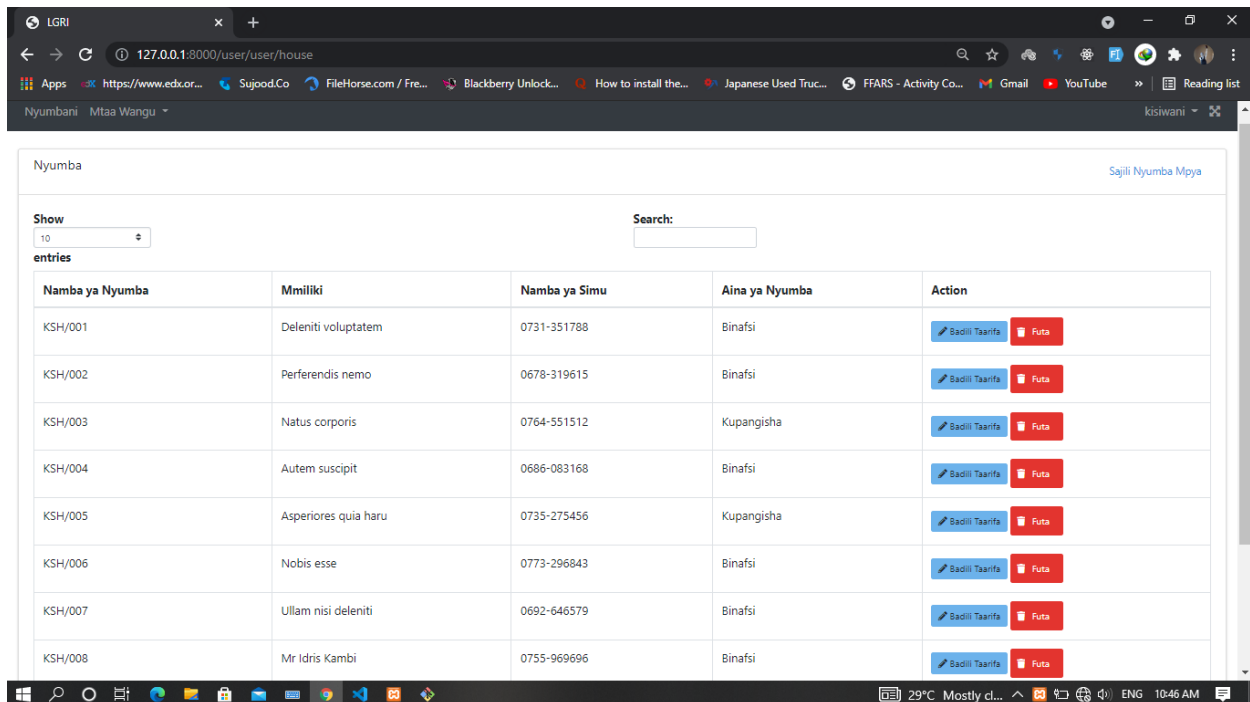 LGRI
127.0.0.1:8000/user/user/house
Apps https://www.edx.or... Sujood.Co FileHorse.com / Fre... Blackberry Unlock... How to install the... Japanese Used Truc... FFARS - Activity Co... Gmail YouTube » Reading list
Nyumbani Mtaa Wangu kisiwani
Nyumba
Sajili Nyumba Mpya
Show Search:
10
entries
Namba ya Nyumba Mmiliki Namba ya Simu Aina ya Nyumba Action
KSH/001 Deleniti voluptatem 0731-351788 Binafsi Badili Taarifa Futa
KSH/002 Perferendis nemo 0678-319615 Binafsi Badili Taarifa Futa
KSH/003 Natus corporis 0764-551512 Kupangisha Badili Taarifa Futa
KSH/004 Autem suscipit 0686-083168 Binafsi Badili Taarifa Futa
KSH/005 Asperiores quia haru 0735-275456 Kupangisha Badili Taarifa Futa
KSH/006 Nobis esse 0773-296843 Binafsi Badili Taarifa Futa
KSH/007 Ullam nisi deleniti 0692-646579 Binafsi Badili Taarifa Futa
KSH/008 Mr Idris Kambi 0755-969696 Binafsi Badili Taarifa Futa
29°C Mostly cl... ENG 10:46 AM